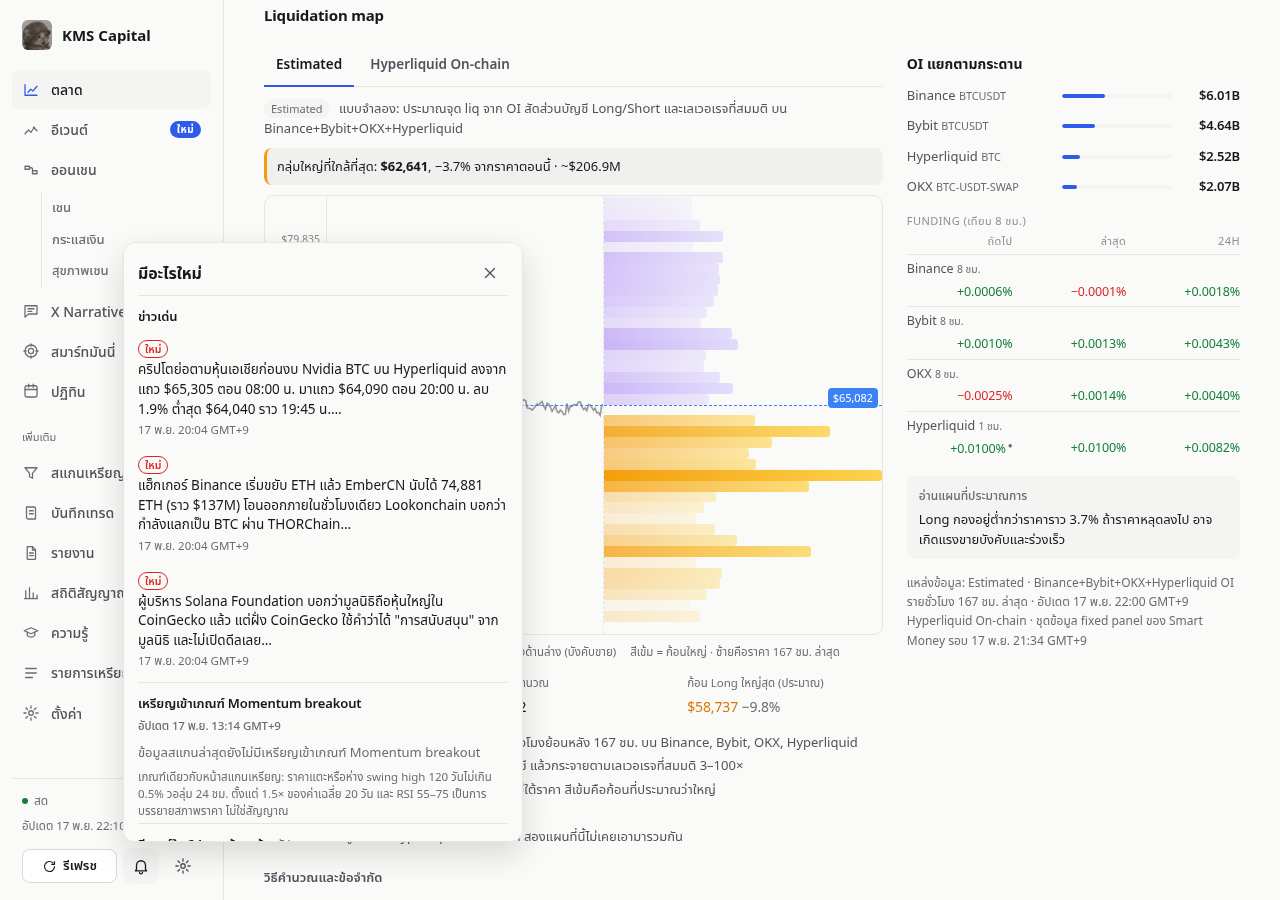 KMS Capital
ตลาด
อีเวนต์
ใหม่
ออนเชน
เชน
กระแสเงิน
สุขภาพเชน
X Narrative
สมาร์ทมันนี่
ปฏิทิน
เพิ่มเติม
สแกนเหรียญ
บันทึกเทรด
รายงาน
สถิติสัญญาณ
ความรู้
รายการเหรียญ
ตั้งค่า
สด
อัปเดต 17 พ.ย. 22:10
รีเฟรช
มีอะไรใหม่
ข่าวเด่น
ใหม่
คริปโตย่อตามหุ้นเอเชียก่อนงบ Nvidia BTC บน Hyperliquid ลงจาก
แถว $65,305 ตอน 08:00 น. มาแถว $64,090 ตอน 20:00 น. ลบ
1.9% ต่ำสุด $64,040 ราว 19:45 น.…
17 พ.ย. 20:04 GMT+9
ใหม่
แฮ็กเกอร์ Binance เริ่มขยับ ETH แล้ว EmberCN นับได้ 74,881
ETH (ราว $137M) โอนออกภายในชั่วโมงเดียว Lookonchain บอกว่า
กำลังแลกเป็น BTC ผ่าน THORChain…
17 พ.ย. 20:04 GMT+9
ใหม่
ผู้บริหาร Solana Foundation บอกว่ามูลนิธิถือหุ้นใหญ่ใน
CoinGecko แล้ว แต่ฝั่ง CoinGecko ใช้คำว่าได้ "การสนับสนุน" จาก
มูลนิธิ และไม่เปิดดีลเลย…
17 พ.ย. 20:04 GMT+9
เหรียญเข้าเกณฑ์ Momentum breakout
อัปเดต 17 พ.ย. 13:14 GMT+9
ข้อมูลสแกนล่าสุดยังไม่มีเหรียญเข้าเกณฑ์ Momentum breakout
เกณฑ์เดียวกับหน้าสแกนเหรียญ: ราคาแตะหรือห่าง swing high 120 วันไม่เกิน
0.5% วอลุ่ม 24 ชม. ตั้งแต่ 1.5× ของค่าเฉลี่ย 20 วัน และ RSI 55–75 เป็นการ
บรรยายสภาพราคา ไม่ใช่สัญญาณ
Liquidation map
Estimated
Hyperliquid On-chain
Estimated แบบจำลอง: ประมาณจุด liq จาก OI สัดส่วนบัญชี Long/Short และเลเวอเรจที่สมมติ บน
Binance+Bybit+OKX+Hyperliquid
กลุ่มใหญ่ที่ใกล้ที่สุด: $62,641, −3.7% จากราคาตอนนี้ · ~$206.9M
$79,835
$65,082
ด้านล่าง (บังคับขาย) สีเข้ม = ก้อนใหญ่ · ซ้ายคือราคา 167 ชม. ล่าสุด
ก้อน Long ใหญ่สุด (ประมาณ)
$58,737 −9.8%
โมงย้อนหลัง 167 ชม. บน Binance, Bybit, OKX, Hyperliquid
แล้วกระจายตามเลเวอเรจที่สมมติ 3–100×
ใต้ราคา สีเข้มคือก้อนที่ประมาณว่าใหญ่
สองแผนที่นี้ไม่เคยเอามารวมกัน
วิธีคำนวณและข้อจำกัด
OI แยกตามกระดาน
Binance BTCUSDT $6.01B
Bybit BTCUSDT $4.64B
Hyperliquid BTC $2.52B
OKX BTC-USDT-SWAP $2.07B
FUNDING (เทียบ 8 ชม.)
ถัดไป ล่าสุด 24H
Binance 8 ชม.
+0.0006% −0.0001% +0.0018%
Bybit 8 ชม.
+0.0010% +0.0013% +0.0043%
OKX 8 ชม.
−0.0025% +0.0014% +0.0040%
Hyperliquid 1 ชม.
+0.0100%* +0.0100% +0.0082%
อ่านแผนที่ประมาณการ
Long กองอยู่ต่ำกว่าราคาราว 3.7% ถ้าราคาหลุดลงไป อาจ
เกิดแรงขายบังคับและร่วงเร็ว
แหล่งข้อมูล: Estimated · Binance+Bybit+OKX+Hyperliquid OI
รายชั่วโมง 167 ชม. ล่าสุด · อัปเดต 17 พ.ย. 22:00 GMT+9
Hyperliquid On-chain · ชุดข้อมูล fixed panel ของ Smart
Money รอบ 17 พ.ย. 21:34 GMT+9